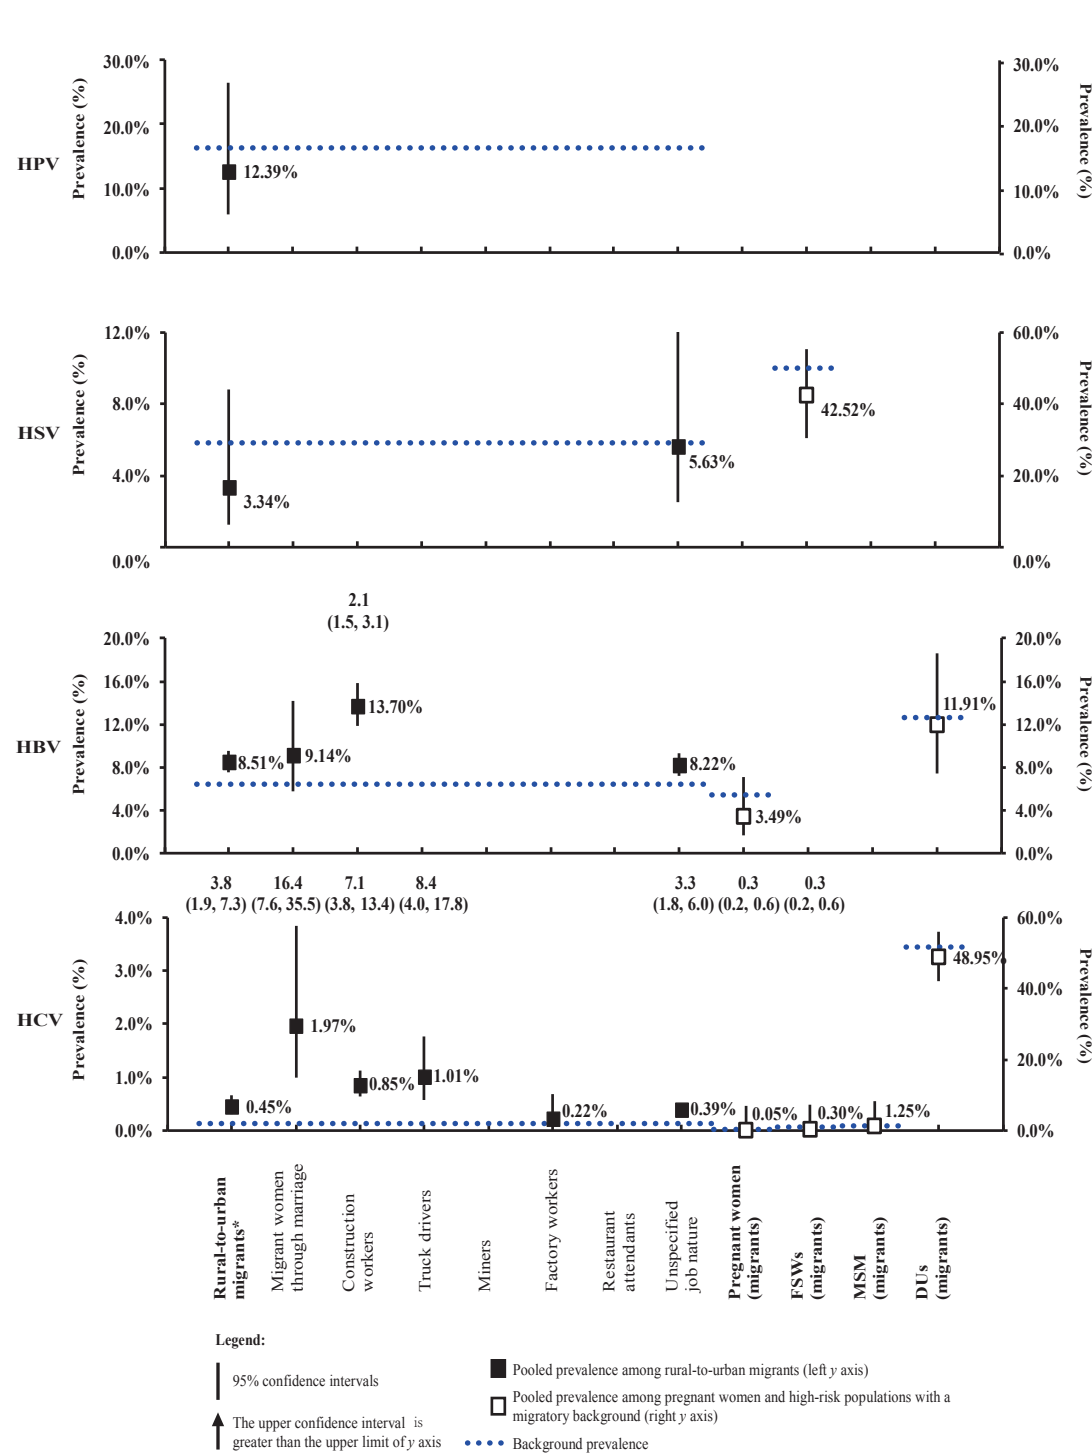 30.0%
20.0%
10.0%
0.0%
Prevalence (%)
HPV
12.39%
30.0%
20.0%
10.0%
0.0%
Prevalence (%)
12.0%
8.0%
4.0%
0.0%
Prevalence (%)
HSV
3.34%
5.63%
42.52%
60.0%
40.0%
20.0%
0.0%
Prevalence (%)
2.1
(1.5, 3.1)
20.0%
16.0%
12.0%
8.0%
4.0%
0.0%
Prevalence (%)
HBV
8.51%
9.14%
13.70%
8.22%
3.49%
11.91%
20.0%
16.0%
12.0%
8.0%
4.0%
0.0%
Prevalence (%)
3.8 16.4 7.1 8.4 3.3 0.3 0.3
(1.9, 7.3) (7.6, 35.5) (3.8, 13.4) (4.0, 17.8) (1.8, 6.0) (0.2, 0.6) (0.2, 0.6)
4.0%
3.0%
2.0%
1.0%
0.0%
Prevalence (%)
HCV
0.45%
1.97%
0.85%
1.01%
0.22%
0.39%
0.05%
0.30%
1.25%
48.95%
60.0%
40.0%
20.0%
0.0%
Prevalence (%)
Rural-to-urban
migrants*
Migrant women
through marriage
Construction
workers
Truck drivers
Miners
Factory workers
Restaurant
attendants
Unspecified
job nature
Pregnant women
(migrants)
FSWs
(migrants)
MSM
(migrants)
DUs
(migrants)
Legend:
95% confidence intervals
The upper confidence interval is
greater than the upper limit of y axis
Pooled prevalence among rural-to-urban migrants (left y axis)
Pooled prevalence among pregnant women and high-risk populations with a
migratory background (right y axis)
Background prevalence